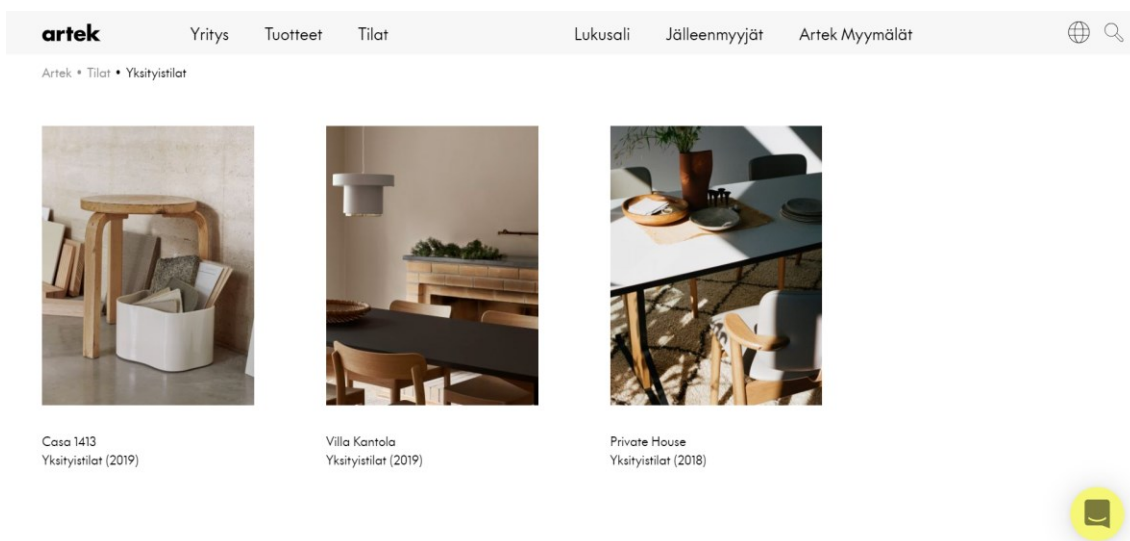 artek Yritys Tuotteet Tilat Lukusali Jälleenmyyjät Artek Myymälät
Artek • Tilat • Yksityistilat
Casa 1413
Yksityistilat (2019)
Villa Kantola
Yksityistilat (2019)
Private House
Yksityistilat (2018)